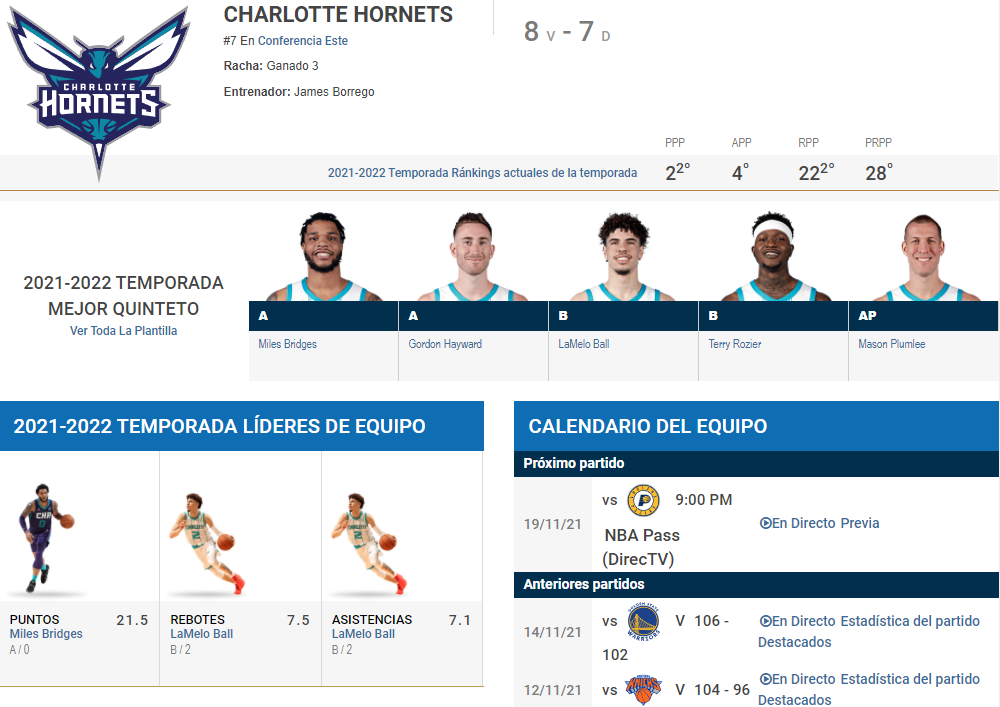 CHARLOTTE HORNETS
8 V - 7 D
#7 En Conferencia Este
Racha: Ganado 3
Entrenador: James Borrego
CHARLOTTE
HORNETS
PPP APP RPP PRPP
2021-2022 Temporada Ránkings actuales de la temporada 2° 4° 22° 28°
2021-2022 TEMPORADA
MEJOR QUINTETO
Ver Toda La Plantilla
A A B B AP
Miles Bridges Gordon Hayward LaMelo Ball Terry Rozier Mason Plumlee
2021-2022 TEMPORADA LÍDERES DE EQUIPO
PUNTOS 21.5
Miles Bridges
A / 0
REBOTES 7.5
LaMelo Ball
B / 2
ASISTENCIAS 7.1
LaMelo Ball
B / 2
CALENDARIO DEL EQUIPO
Próximo partido
19/11/21 vs 9:00 PM
NBA Pass
(DirecTV)
En Directo Previa
Anteriores partidos
14/11/21 vs GOLDEN STATE WARRIORS V 106 -
102
En Directo Estadística del partido
Destacados
12/11/21 vs V 104 - 96
En Directo Estadística del partido
Destacados